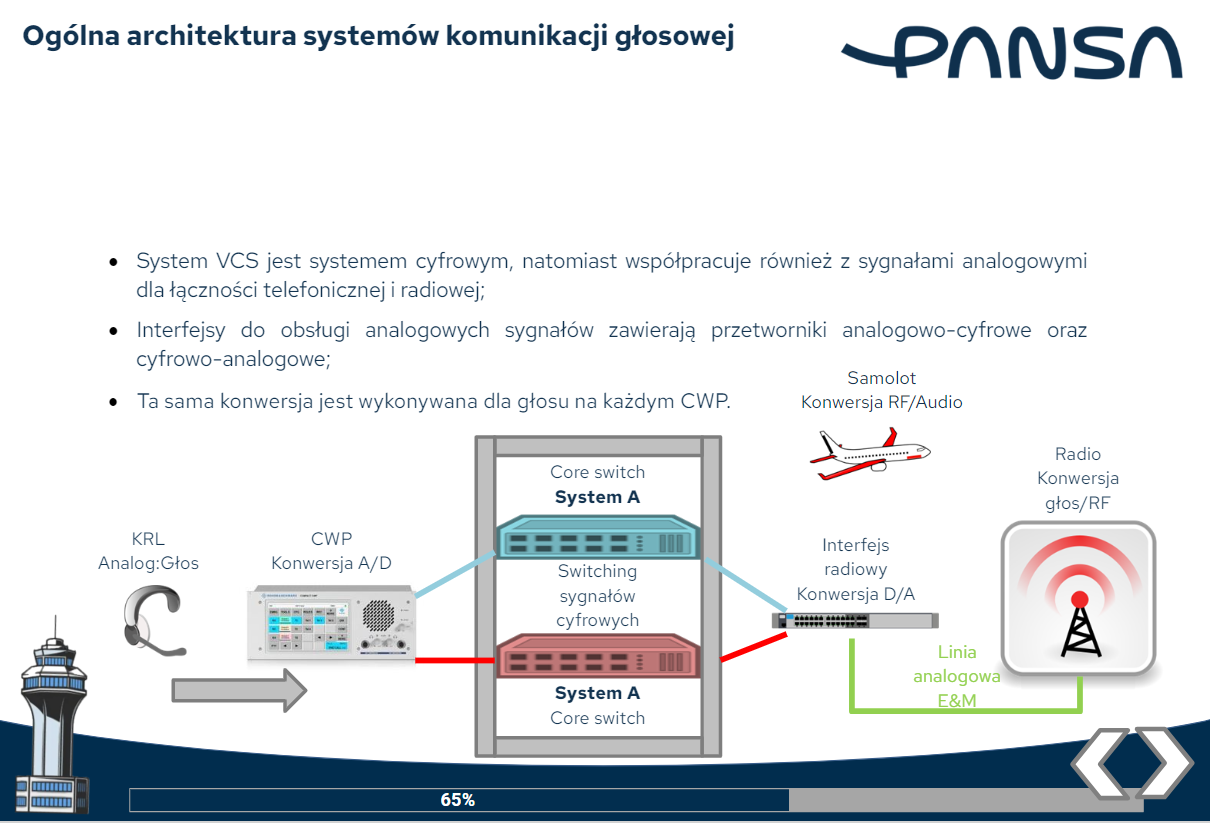 Ogólna architektura systemów komunikacji głosowej
PANSA
• System VCS jest systemem cyfrowym, natomiast współpracuje również z sygnałami analogowymi
dla łączności telefonicznej i radiowej;
• Interfejsy do obsługi analogowych sygnałów zawierają przetworniki analogowo-cyfrowe oraz
cyfrowo-analogowe;
• Ta sama konwersja jest wykonywana dla głosu na każdym CWP.
Samolot
Konwersja RF/Audio
Radio
Konwersja
głos/RF
Core switch
System A
KRL
Analog:Głos
CWP
Konwersja A/D
Interfejs
radiowy
Konwersja D/A
Switching
sygnałów
cyfrowych
System A
Core switch
Linia
analogowa
E&M
65%